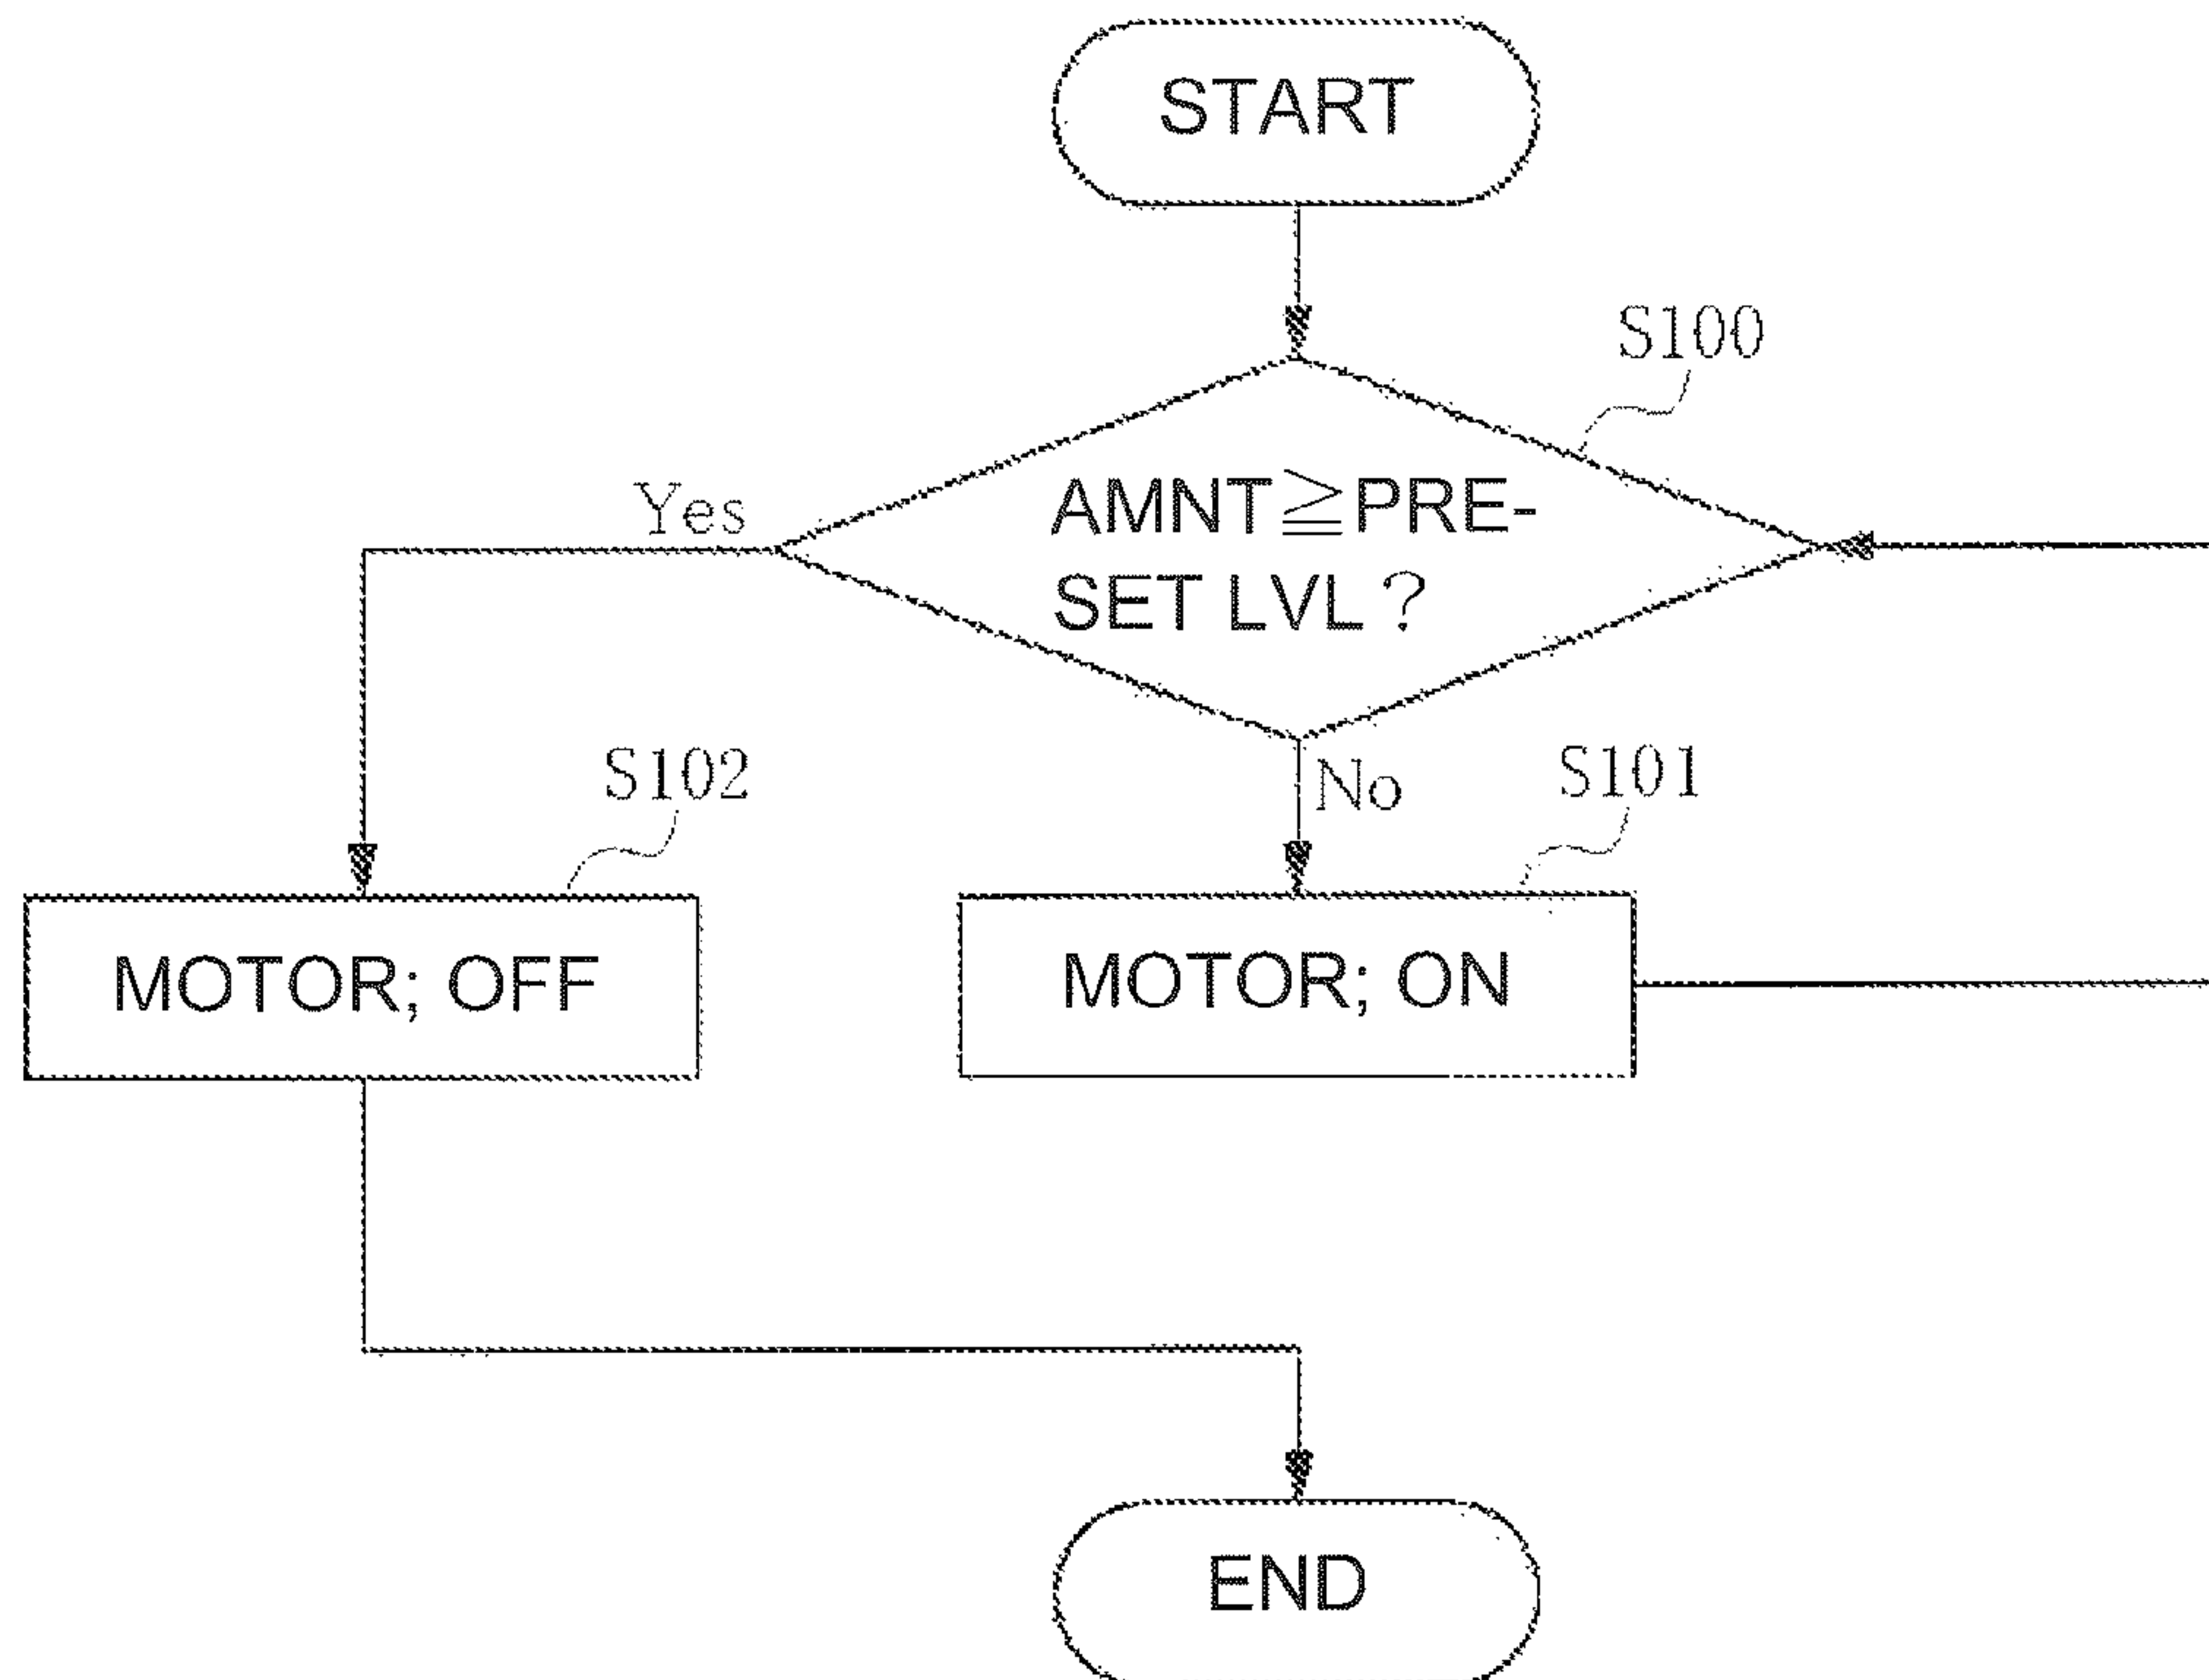 START
S100
AMNT≧PRE-
SET LVL?
Yes
No
S102
S101
MOTOR; OFF
MOTOR; ON
END